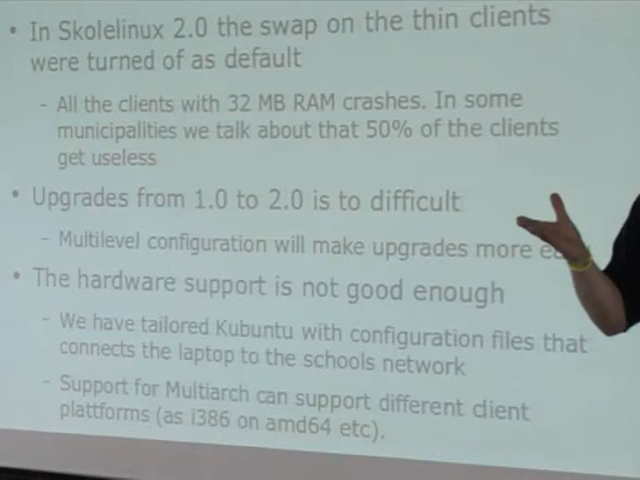 • In Skolelinux 2.0 the swap on the thin clients
were turned of as default
- All the clients with 32 MB RAM crashes. In some
municipalities we talk about that 50% of the clients
get useless
• Upgrades from 1.0 to 2.0 is to difficult
- Multilevel configuration will make upgrades more
• The hardware support is not good enough
- We have tailored Kubuntu with configuration files that
connects the laptop to the schools network
- Support for Multiarch can support different client
plattforms (as i386 on amd64 etc).